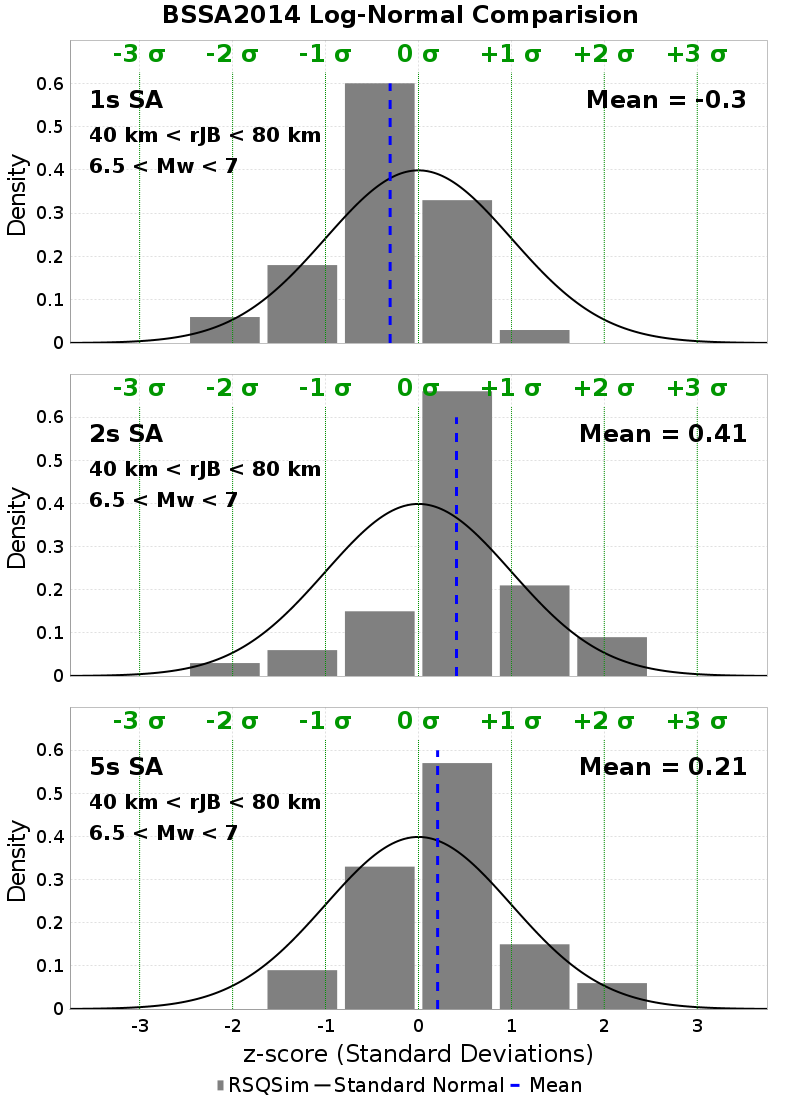 BSSA2014 Log-Normal Comparision
-3 σ -2 σ -1 σ 0 σ +1 σ +2 σ +3 σ
1s SA
Mean = -0.3
40 km < rJB < 80 km
6.5 < Mw < 7
Density
0.6
0.5
0.4
0.3
0.2
0.1
0
-3 σ -2 σ -1 σ 0 σ +1 σ +2 σ +3 σ
2s SA
Mean = 0.41
40 km < rJB < 80 km
6.5 < Mw < 7
Density
0.6
0.5
0.4
0.3
0.2
0.1
0
-3 σ -2 σ -1 σ 0 σ +1 σ +2 σ +3 σ
5s SA
Mean = 0.21
40 km < rJB < 80 km
6.5 < Mw < 7
Density
0.6
0.5
0.4
0.3
0.2
0.1
0
-3 -2 -1 0 1 2 3
z-score (Standard Deviations)
RSQSim Standard Normal Mean